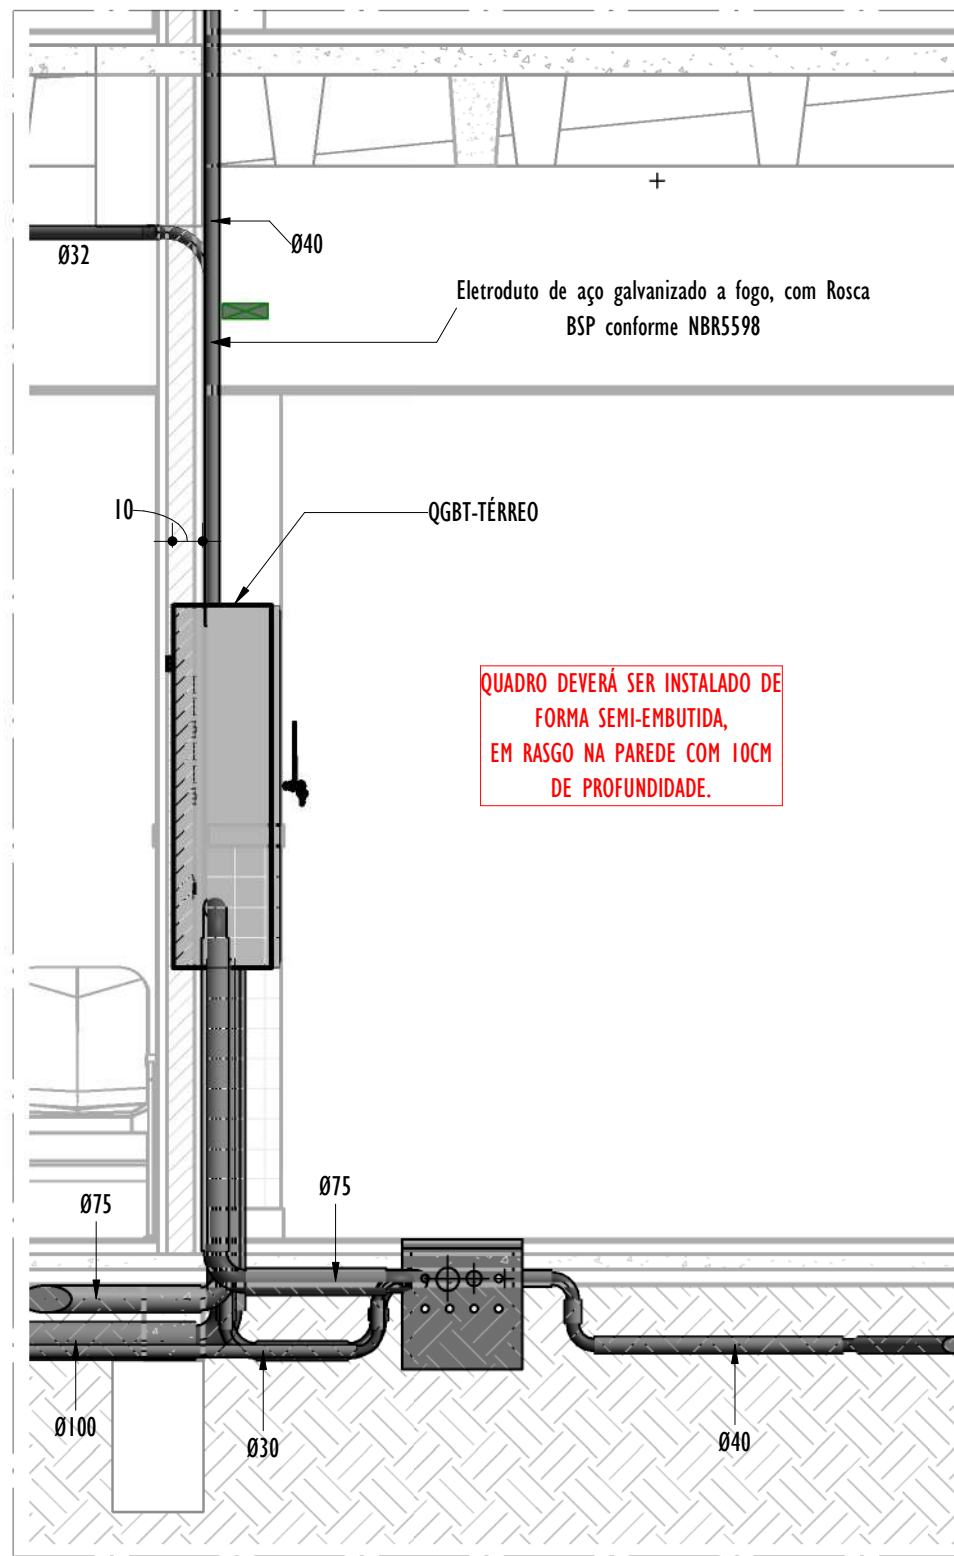 Ø32
Ø40
Eletroduto de aço galvanizado a fogo, com Rosca
BSP conforme NBR5598
10
QGBT-TÉRREO
QUADRO DEVERÁ SER INSTALADO DE
FORMA SEMI-EMBUTIDA,
EM RASGO NA PAREDE COM 10CM
DE PROFUNDIDADE.
Ø75
Ø75
Ø100
Ø30
Ø40